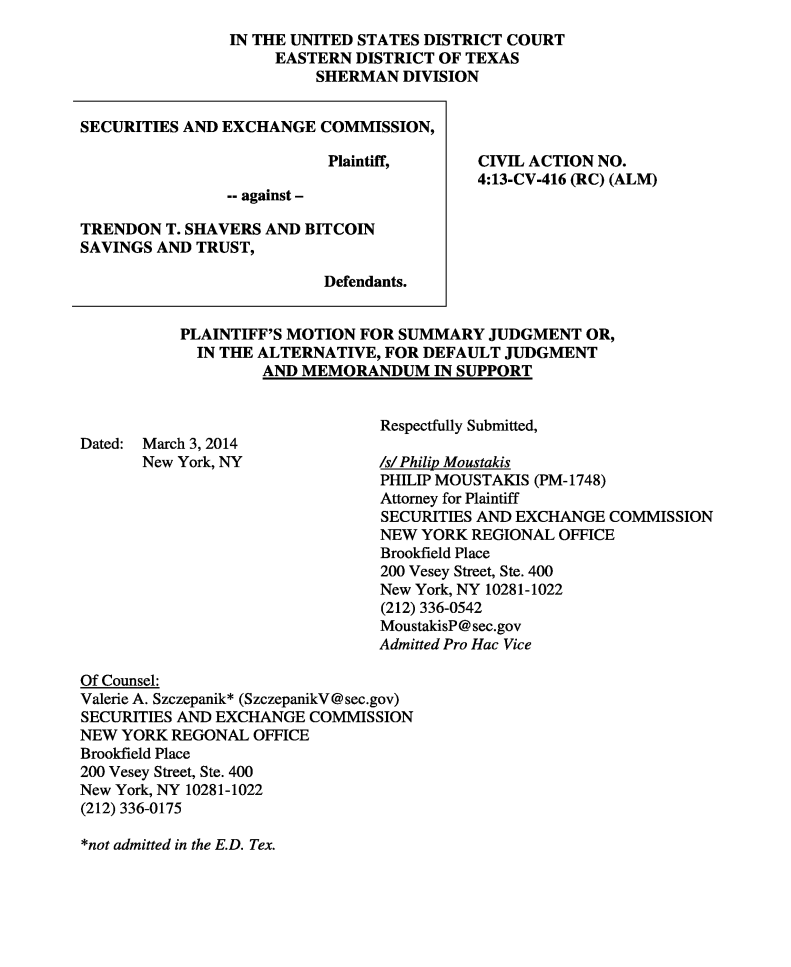 IN THE UNITED STATES DISTRICT COURT
EASTERN DISTRICT OF TEXAS
SHERMAN DIVISION
SECURITIES AND EXCHANGE COMMISSION,
Plaintiff,
-- against –
TRENDON T. SHAVERS AND BITCOIN
SAVINGS AND TRUST,
Defendants.
CIVIL ACTION NO.
4:13-CV-416 (RC) (ALM)
PLAINTIFF'S MOTION FOR SUMMARY JUDGMENT OR,
IN THE ALTERNATIVE, FOR DEFAULT JUDGMENT
AND MEMORANDUM IN SUPPORT
Dated: March 3, 2014
New York, NY
Respectfully Submitted,
/s/ Philip Moustakis
PHILIP MOUSTAKIS (PM-1748)
Attorney for Plaintiff
SECURITIES AND EXCHANGE COMMISSION
NEW YORK REGIONAL OFFICE
Brookfield Place
200 Vesey Street, Ste. 400
New York, NY 10281-1022
(212) 336-0542
MoustakisP@sec.gov
Admitted Pro Hac Vice
Of Counsel:
Valerie A. Szczepanik* (SzczepanikV@sec.gov)
SECURITIES AND EXCHANGE COMMISSION
NEW YORK REGONAL OFFICE
Brookfield Place
200 Vesey Street, Ste. 400
New York, NY 10281-1022
(212) 336-0175
*not admitted in the E.D. Tex.